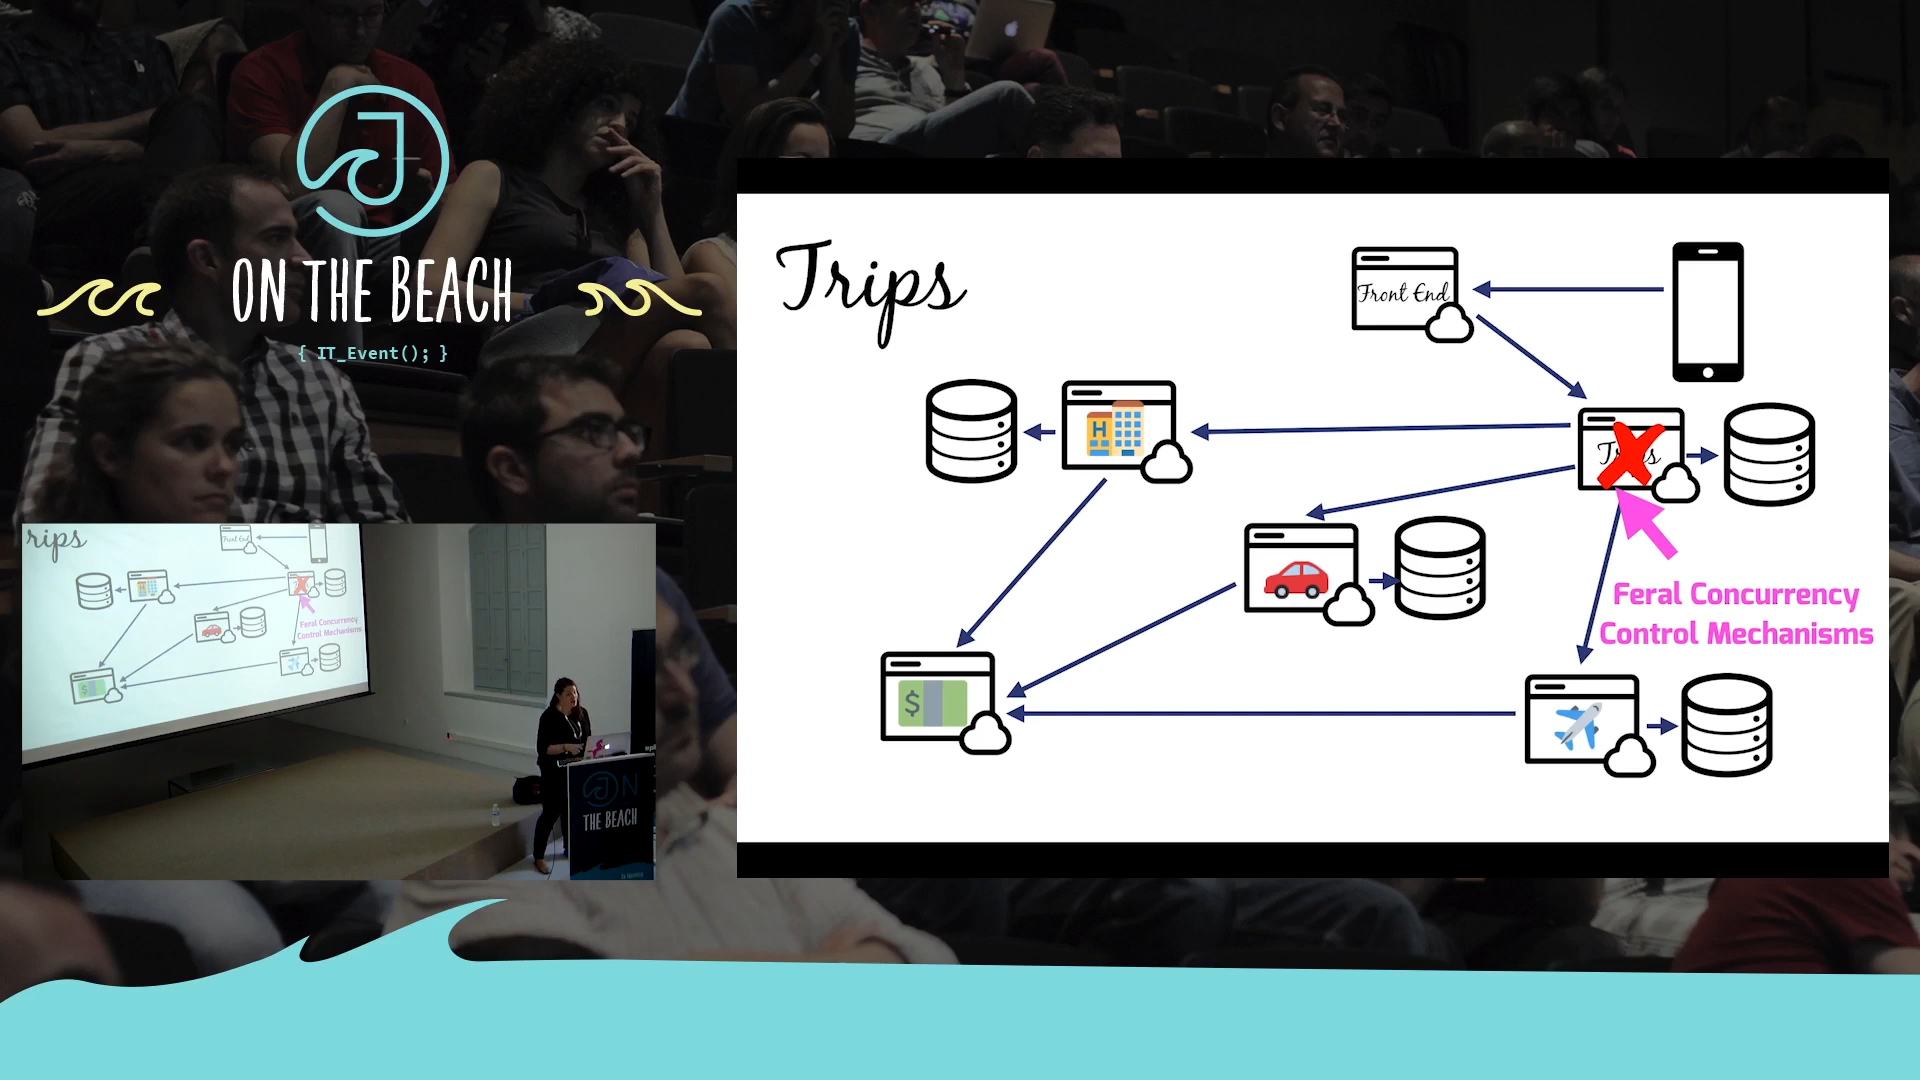 J
ON THE BEACH
{ IT_Event(); }
Trips
Front End
H
$
Feral Concurrency
Control Mechanisms
rips
Front End
Feral Concurrency
Control Mechanisms
$
J N
THE BEACH